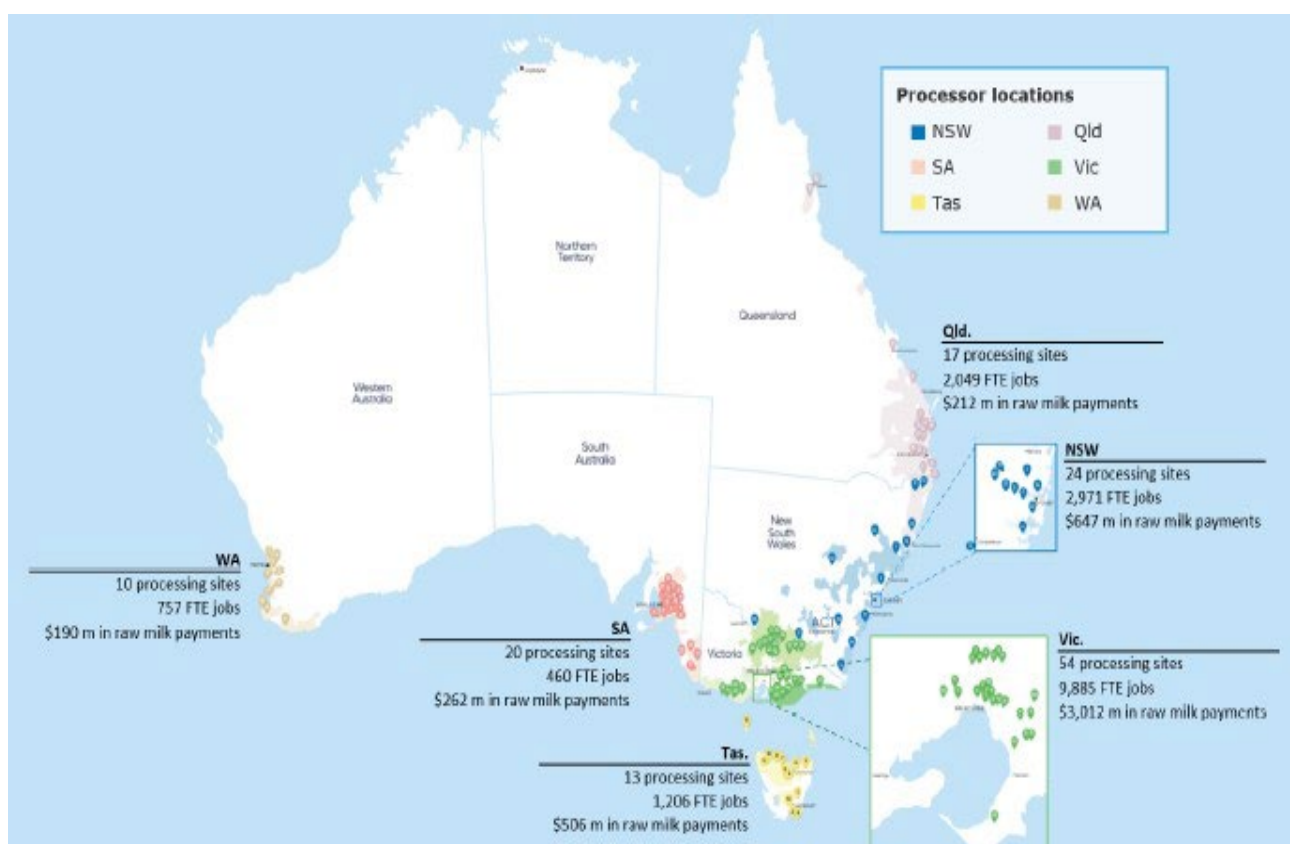 Processor locations
NSW
Qld
SA
Vic
Tas
WA
Northern
Territory
Queensland
Western
Australia
South
Australia
New
South
Wales
ACT
Victoria
Qld.
17 processing sites
2,049 FTE jobs
$212 m in raw milk payments
NSW
24 processing sites
2,971 FTE jobs
$647 m in raw milk payments
WA
10 processing sites
757 FTE jobs
$190 m in raw milk payments
SA
20 processing sites
460 FTE jobs
$262 m in raw milk payments
Vic.
54 processing sites
9,885 FTE jobs
$3,012 m in raw milk payments
Tas.
13 processing sites
1,206 FTE jobs
$506 m in raw milk payments